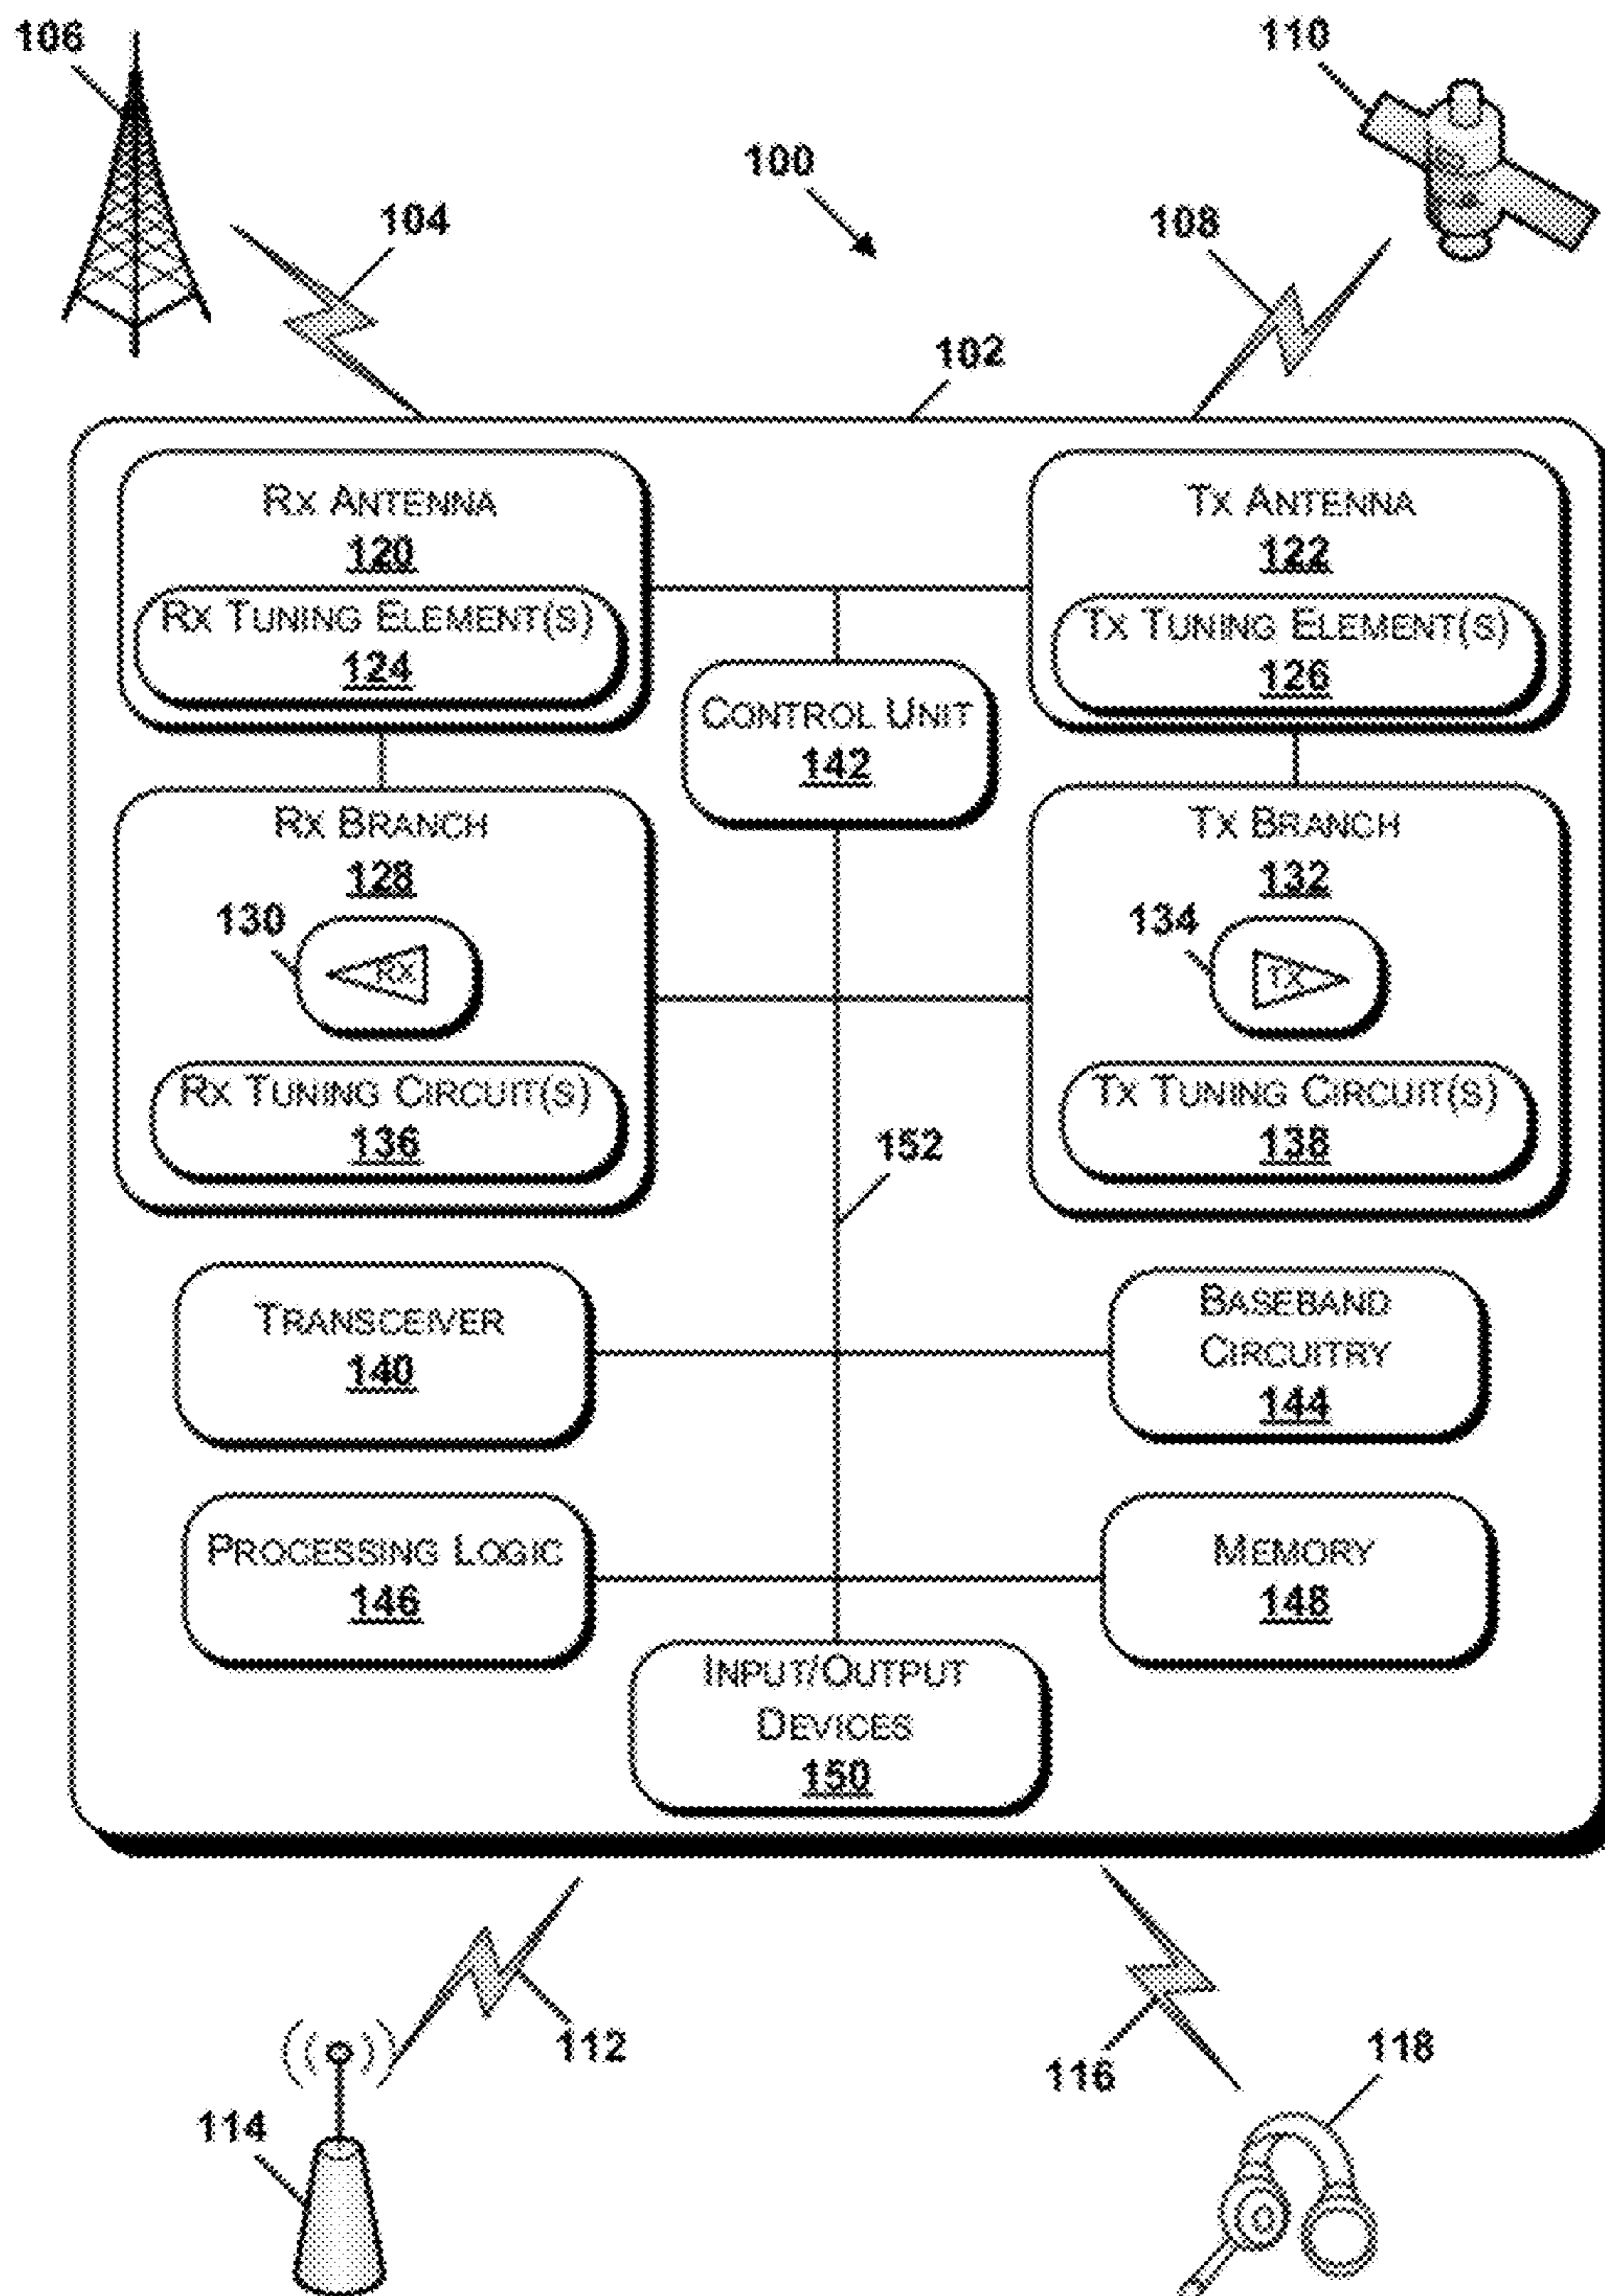 106
110
100
104
108
102
RX ANTENNA
120
RX TUNING ELEMENT(S)
124
TX ANTENNA
122
TX TUNING ELEMENT(S)
126
CONTROL UNIT
142
RX BRANCH
128
130
RX
RX TUNING CIRCUIT(S)
136
TX BRANCH
132
134
TX
TX TUNING CIRCUIT(S)
138
152
TRANSCEIVER
140
BASEBAND
CIRCUITRY
144
PROCESSING LOGIC
146
MEMORY
148
INPUT/OUTPUT
DEVICES
150
112
116
118
114